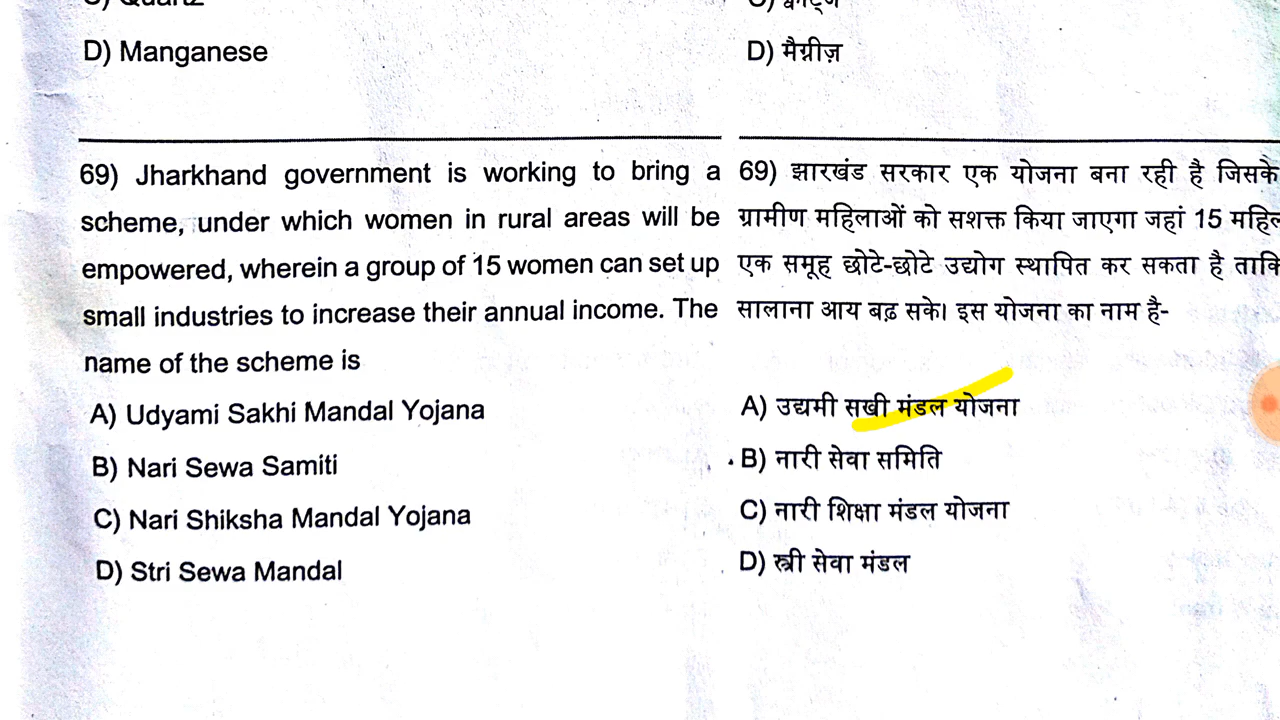 D) Manganese
69) Jharkhand government is working to bring a
scheme, under which women in rural areas will be
empowered, wherein a group of 15 women can set up
small industries to increase their annual income. The
name of the scheme is
A) Udyami Sakhi Mandal Yojana
B) Nari Sewa Samiti
C) Nari Shiksha Mandal Yojana
D) Stri Sewa Mandal
D) मैग्नीज़
69) झारखंड सरकार एक योजना बना रही है जिसके
ग्रामीण महिलाओं को सशक्त किया जाएगा जहां 15
एक समूह छोटे-छोटे उद्योग स्थापित कर सकता है
सालाना आय बढ़ सके। इस योजना का नाम है-
A) उद्यमी सखी मंडल योजना
B) नारी सेवा समिति
C) नारी शिक्षा मंडल योजना
D) स्त्री सेवा मंडल